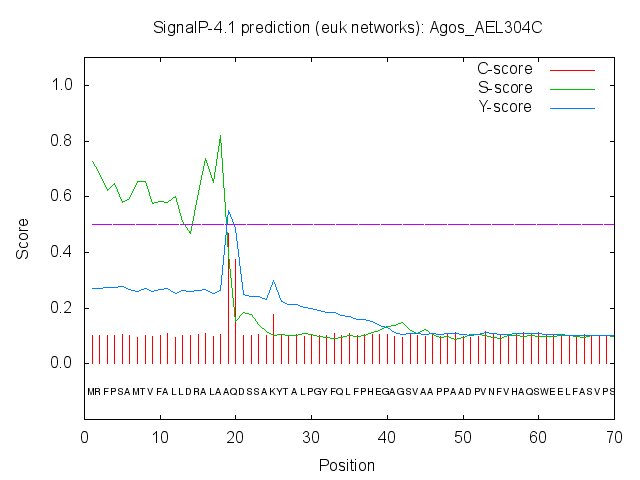 SignalP-4.1 prediction (euk networks): Agos_AEL304C
C-score
S-score
Y-score
1.0
0.8
0.6
0.4
0.2
0.0
Score
MRFPSAMTVFALLDRALAAQDSSAKYTALPGYFQLFPHEGAGSVAAPPAADPVNFVHAQSWEELFASVPS
0 10 20 30 40 50 60 70
Position